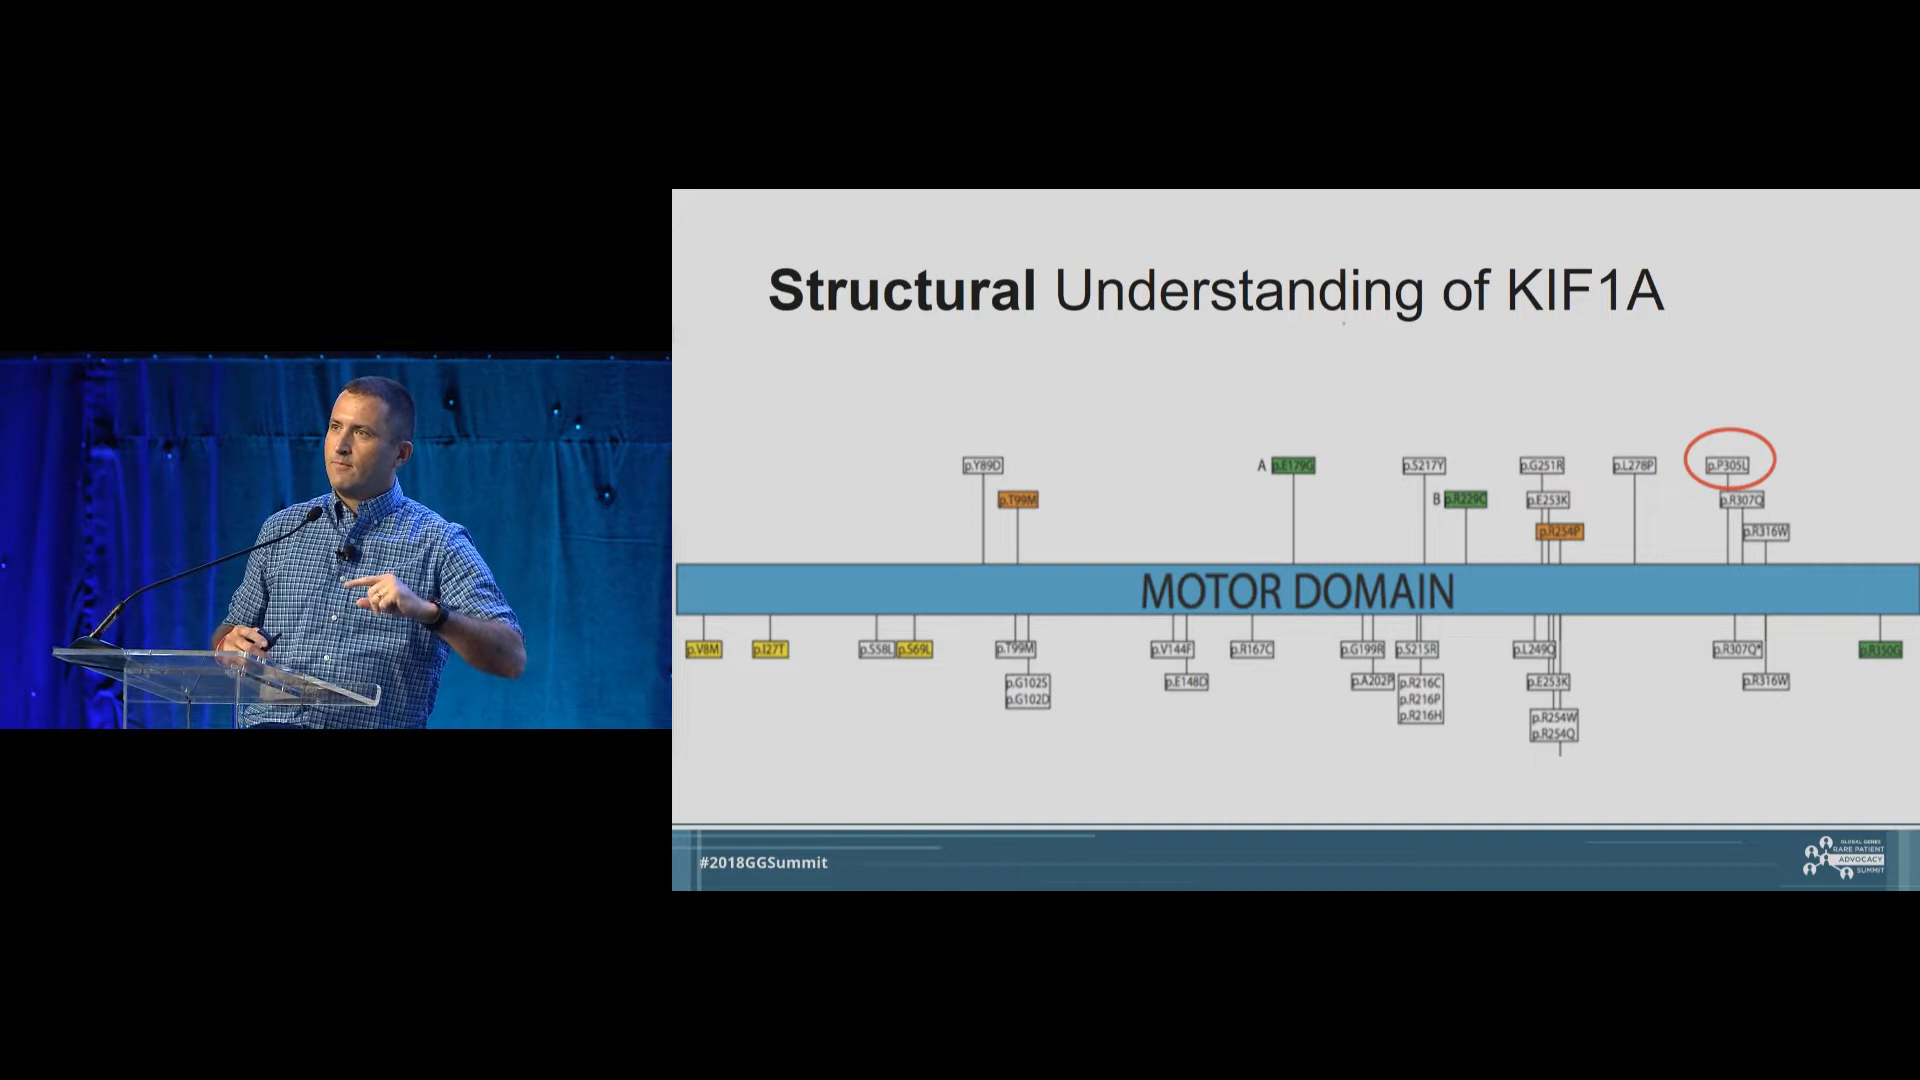 Structural Understanding of KIF1A
p.Y89D
A p.E179G
p.S217Y
p.G251R
p.L278P
p.P305L
p.T99M
B p.R229C
p.E253K
p.R307Q
p.R254P
p.R316W
MOTOR DOMAIN
p.V8M
p.I27T
p.S58L
p.S69L
p.T99M
p.V144F
p.R167C
p.G199R
p.S215R
p.L249Q
p.R307Q*
p.R350G
p.G102S
p.G102D
p.E148D
p.A202P
p.R216C
p.R216P
p.R216H
p.E253K
p.R316W
p.R254W
p.R254Q
#2018GGSummit
GLOBAL GENES
RARE PATIENT
ADVOCACY
SUMMIT